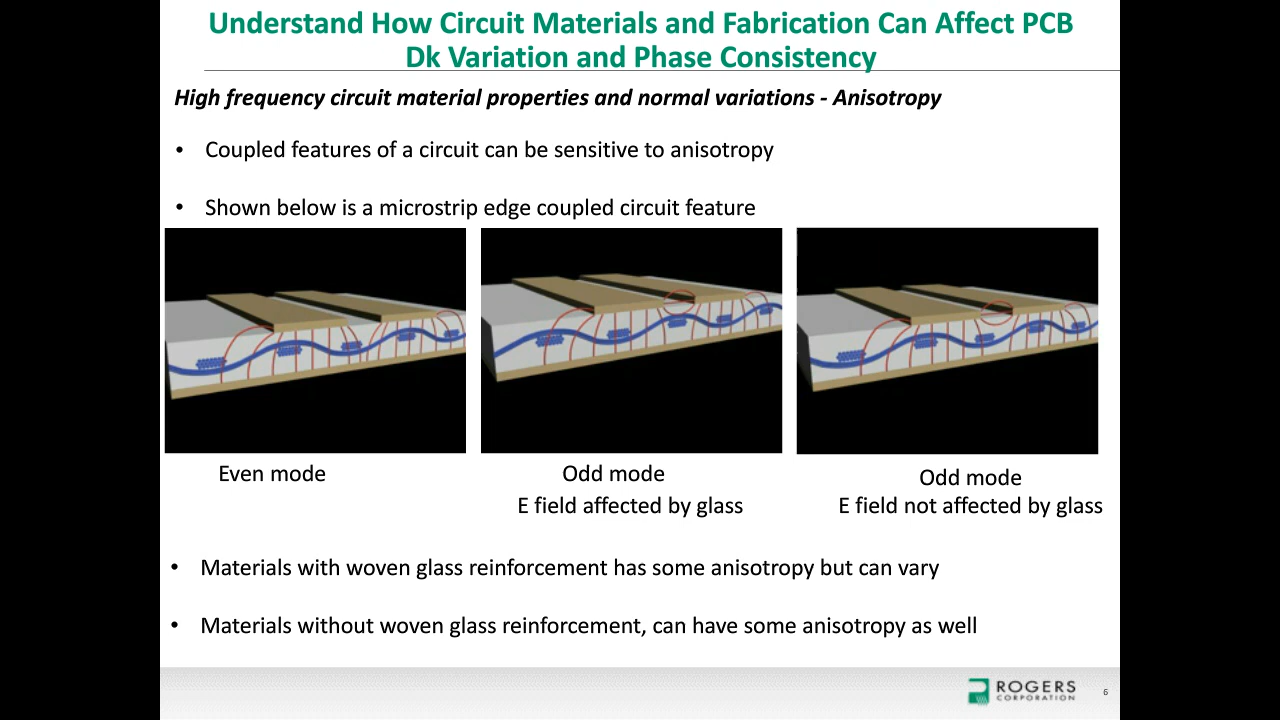 Understand How Circuit Materials and Fabrication Can Affect PCB
Dk Variation and Phase Consistency
High frequency circuit material properties and normal variations - Anisotropy
• Coupled features of a circuit can be sensitive to anisotropy
• Shown below is a microstrip edge coupled circuit feature
Even mode
Odd mode
E field affected by glass
Odd mode
E field not affected by glass
• Materials with woven glass reinforcement has some anisotropy but can vary
• Materials without woven glass reinforcement, can have some anisotropy as well
ROGERS
CORPORATION
6